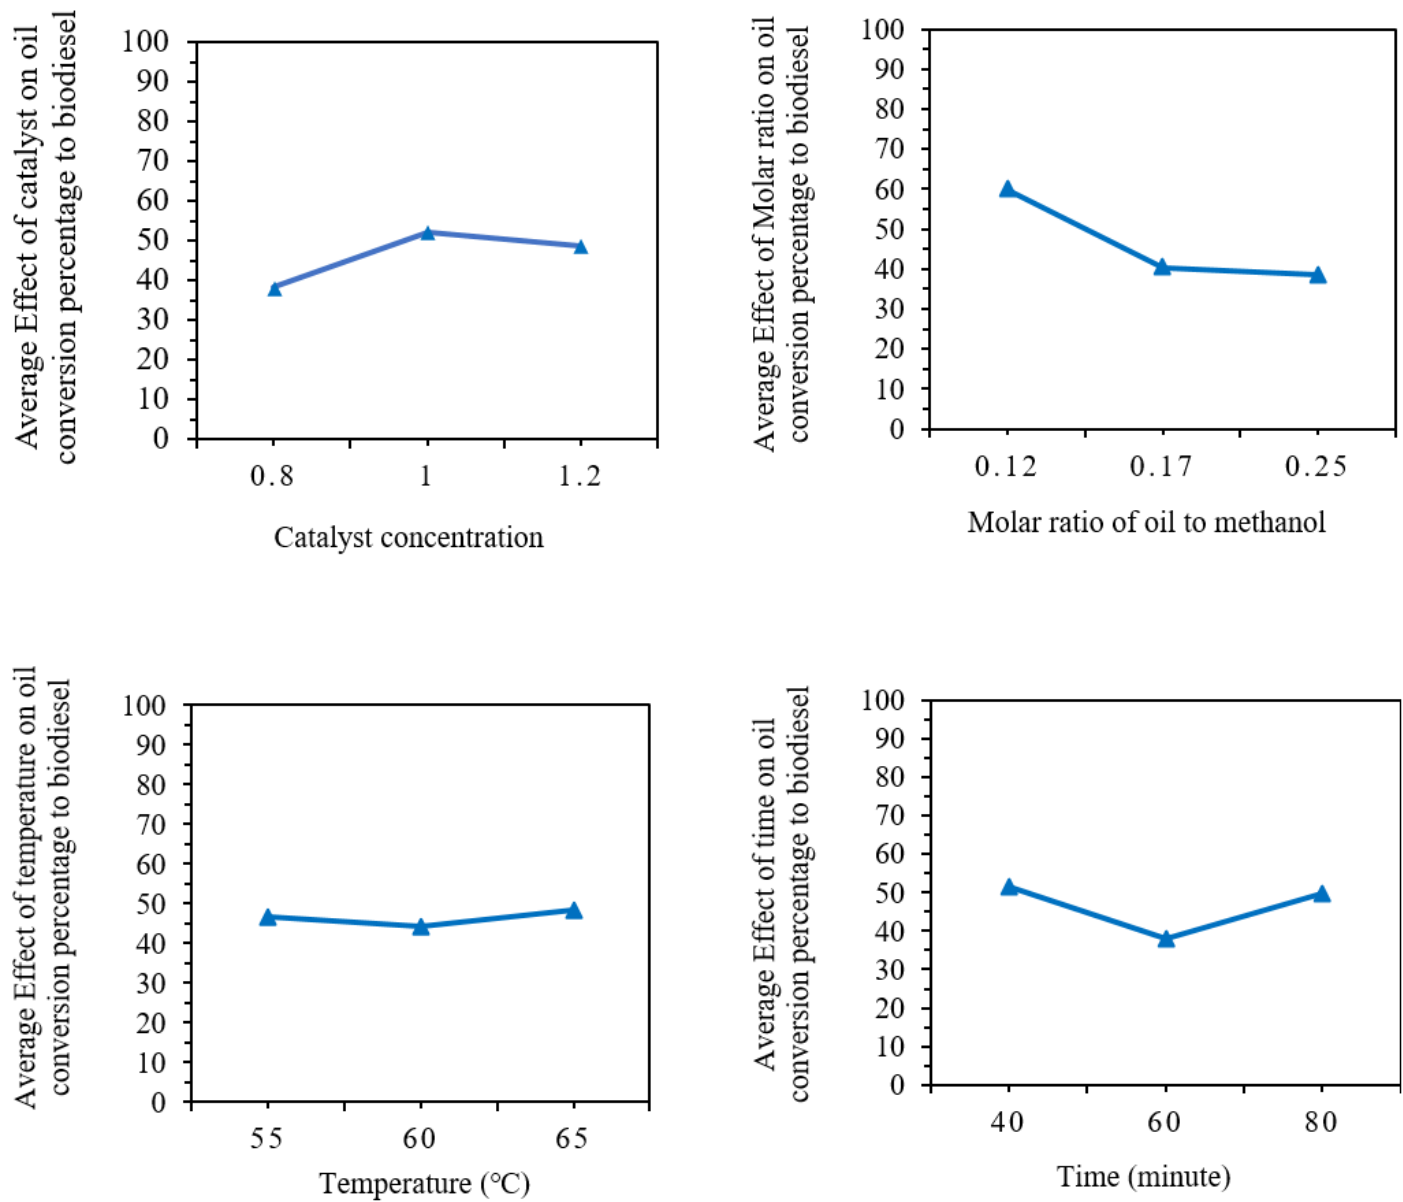 Average Effect of catalyst on oil
conversion percentage to biodiesel
100
90
80
70
60
50
40
30
20
10
0
0.8 1 1.2
Catalyst concentration
Average Effect of Molar ratio on oil
conversion percentage to biodiesel
100
90
80
70
60
50
40
30
20
10
0
0.12 0.17 0.25
Molar ratio of oil to methanol
Average Effect of temperature on oil
conversion percentage to biodiesel
100
90
80
70
60
50
40
30
20
10
0
55 60 65
Temperature (°C)
Average Effect of time on oil
conversion percentage to biodiesel
100
90
80
70
60
50
40
30
20
10
0
40 60 80
Time (minute)